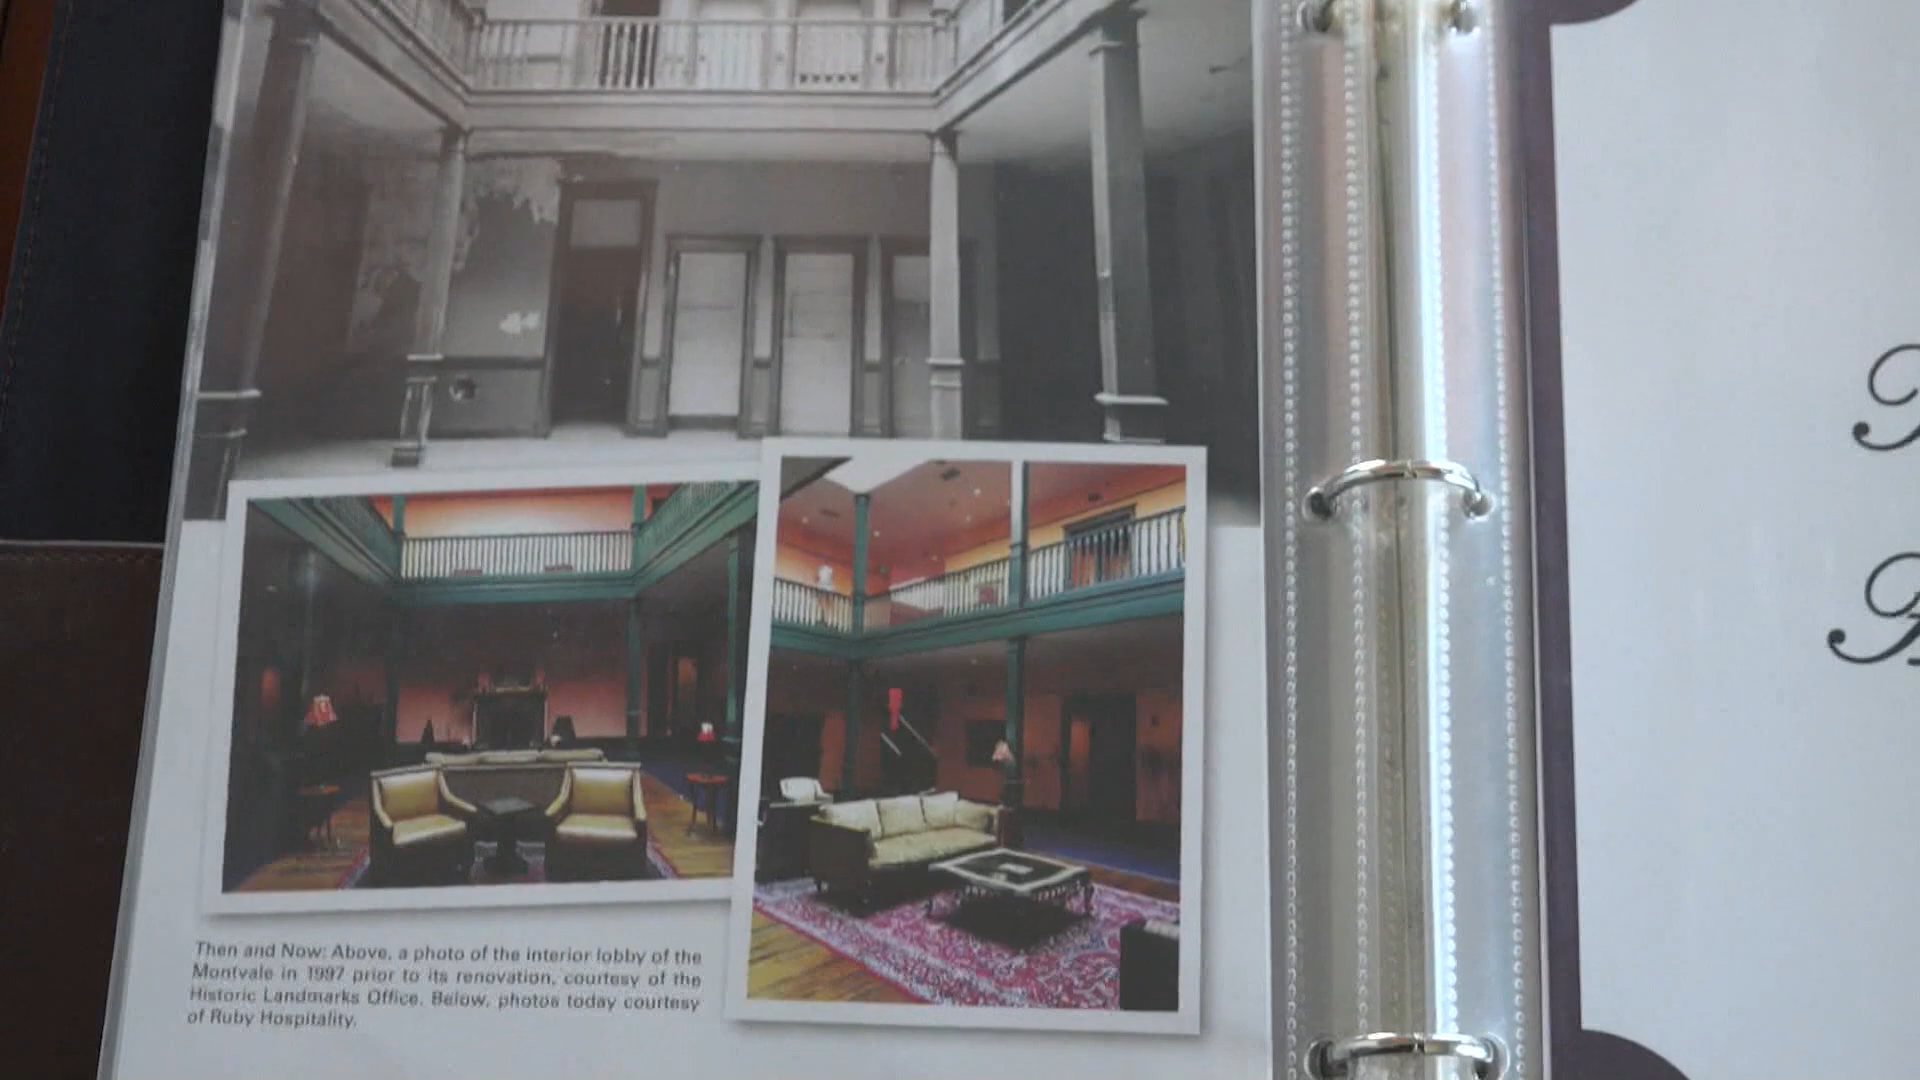 Then and Now: Above, a photo of the interior lobby of the
Montvale in 1997 prior to its renovation, courtesy of the
Historic Landmarks Office. Below, photos today courtesy
of Ruby Hospitality.